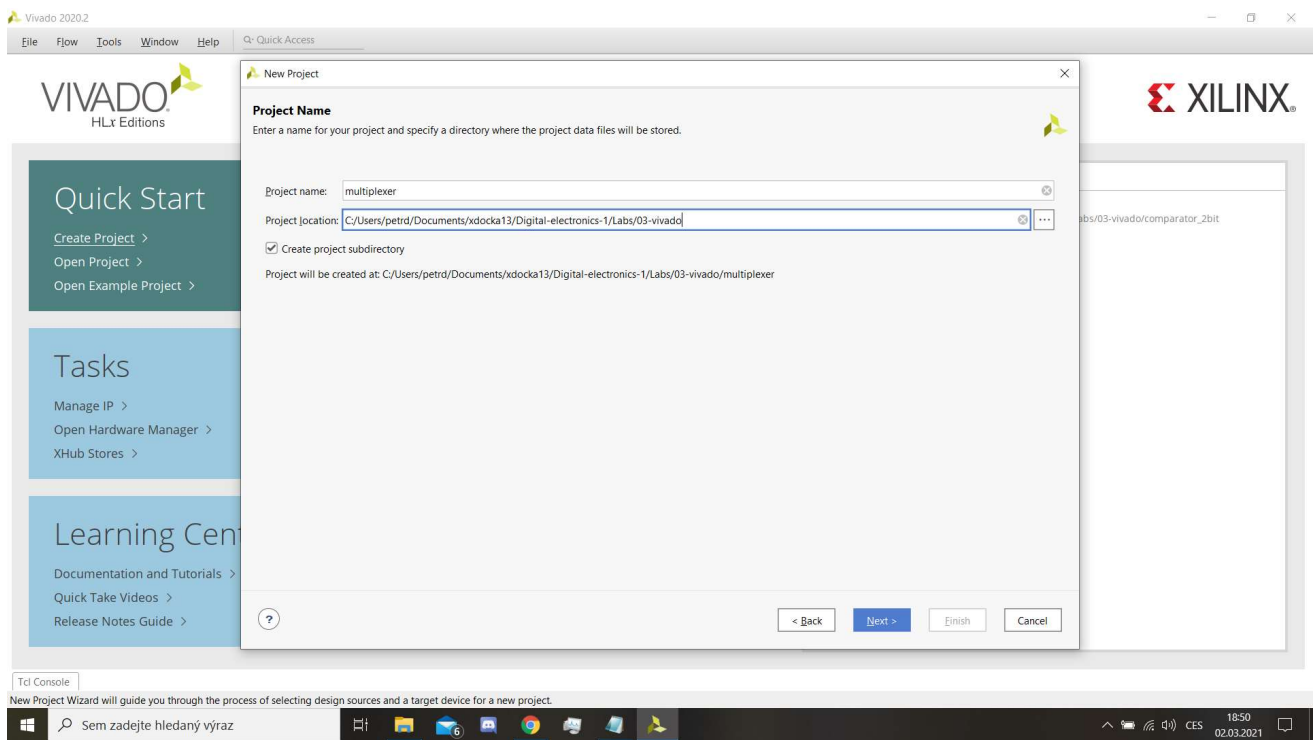 Vivado 2020.2
File Flow Tools Window Help Quick Access
VIVADO.
HLx Editions
XILINX®
New Project
Project Name
Enter a name for your project and specify a directory where the project data files will be stored.
Project name: multiplexer
Project location: C:/Users/petrd/Documents/xdocka13/Digital-electronics-1/Labs/03-vivado
Create project subdirectory
Project will be created at: C:/Users/petrd/Documents/xdocka13/Digital-electronics-1/Labs/03-vivado/multiplexer
? < Back Next > Finish Cancel
Quick Start
Create Project >
Open Project >
Open Example Project >
abs/03-vivado/comparator_2bit
Tasks
Manage IP >
Open Hardware Manager >
XHub Stores >
Learning Cen
Documentation and Tutorials >
Quick Take Videos >
Release Notes Guide >
Tcl Console
New Project Wizard will guide you through the process of selecting design sources and a target device for a new project.
Sem zadejte hledaný výraz 6 CES 18:50
02.03.2021